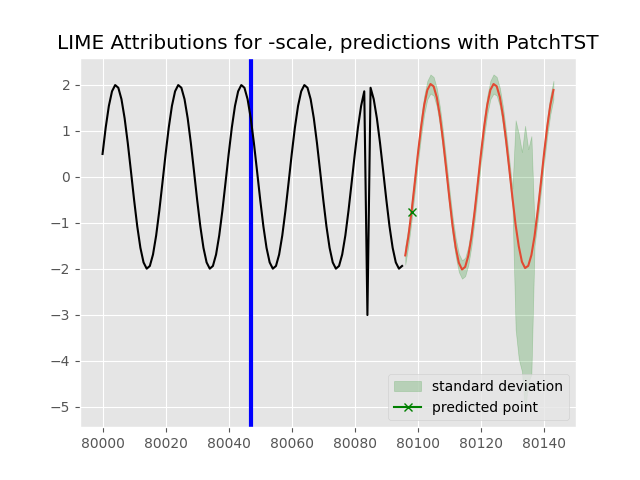 LIME Attributions for -scale, predictions with PatchTST
2
1
0
−1
−2
−3
−4
−5
standard deviation
predicted point
80000 80020 80040 80060 80080 80100 80120 80140